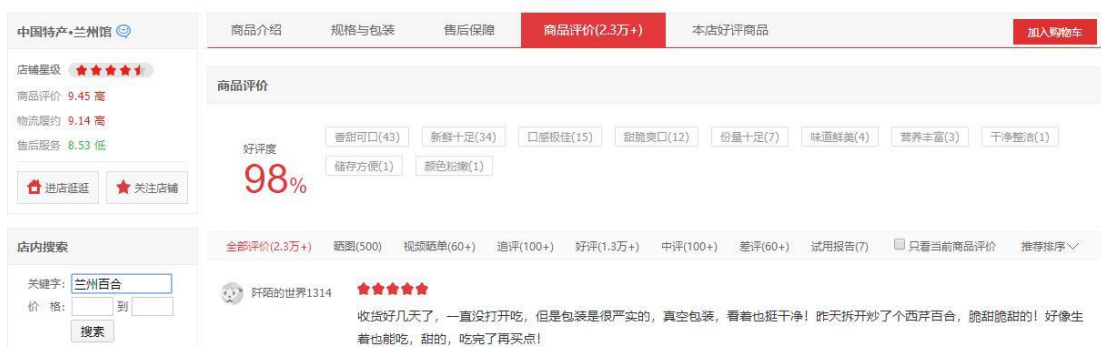 中国特产•兰州馆
店铺星级
商品评价 9.45 高
物流履约 9.14 高
售后服务 8.53 低
进店逛逛 关注店铺
店内搜索
关键字: 兰州百合
价 格: 到
搜索
商品介绍 规格与包装 售后保障 商品评价(2.3万+) 本店好评商品 加入购物车
商品评价
好评度
98%
香甜可口(43) 新鲜十足(34) 口感极佳(15) 甜脆爽口(12) 份量十足(7) 味道鲜美(4) 营养丰富(3) 干净整洁(1)
储存方便(1) 颜色粉嫩(1)
全部评价(2.3万+) 晒图(500) 视频晒单(60+) 追评(100+) 好评(1.3万+) 中评(100+) 差评(60+) 试用报告(7) 只看当前商品评价 推荐排序
阡陌的世界1314
收货好几天了，一直没打开吃，但是包装是很严实的，真空包装，看着也挺干净！昨天拆开炒了个西芹百合，脆甜脆甜的！好像生
着也能吃，甜的，吃完了再买点！